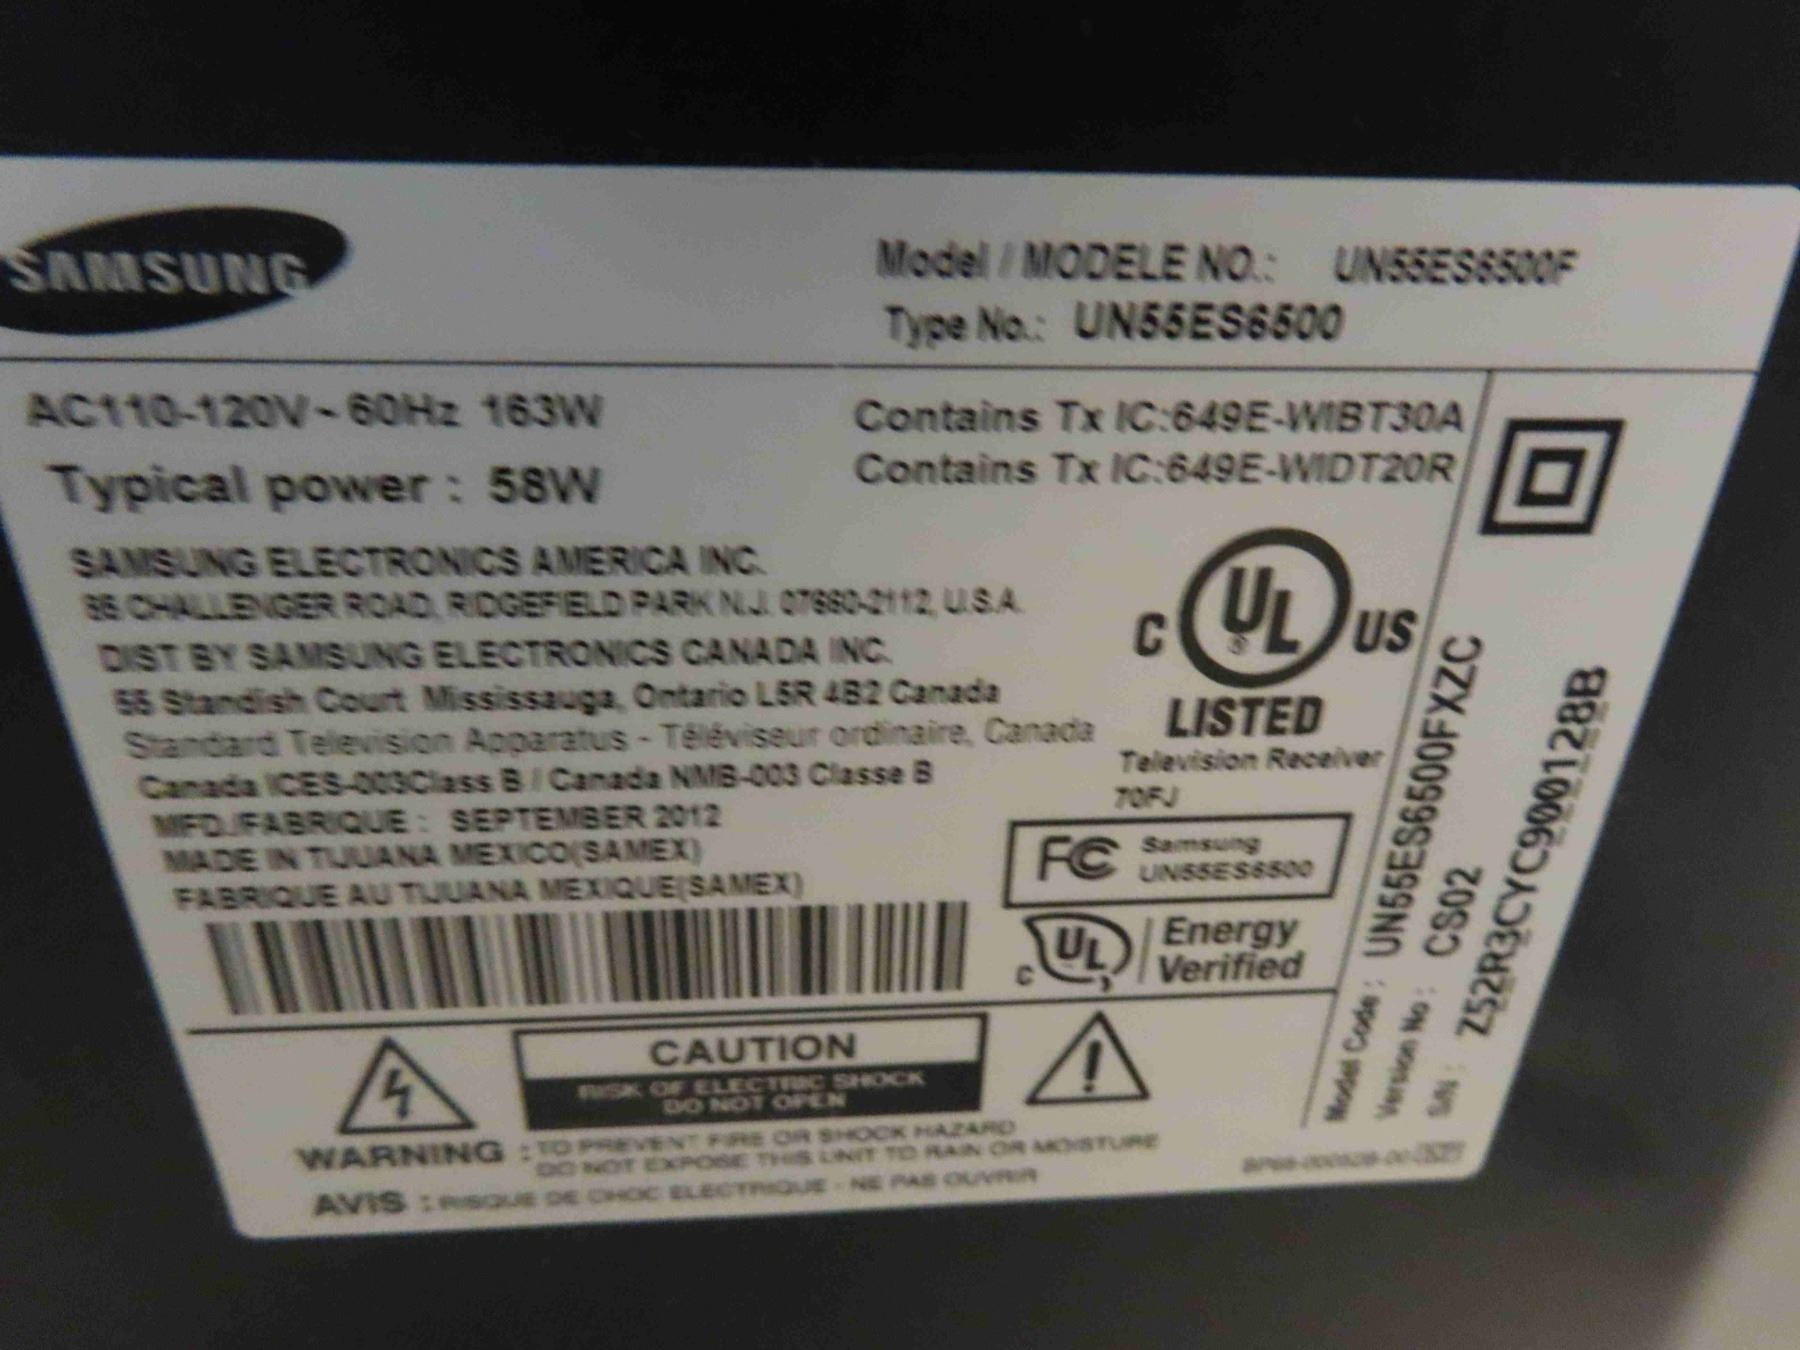 SAMSUNG
Model / MODELE NO.: UN55ES6500F
Type No.: UN55ES6500
AC110-120V~60Hz 163W
Typical power : 58W
Contains Tx IC:649E-WIBT30A
Contains Tx IC:649E-WIDT20R
SAMSUNG ELECTRONICS AMERICA INC.
85 CHALLENGER ROAD, RIDGEFIELD PARK N.J. 07660-2112, U.S.A.
DIST BY SAMSUNG ELECTRONICS CANADA INC.
55 Standish Court Mississauga, Ontario L5R 4B2 Canada
Standard Television Apparatus - Téléviseur ordinaire, Canada
Canada ICES-003Class B / Canada NMB-003 Classe B
MFD./FABRIQUE : SEPTEMBER 2012
MADE IN TIJUANA MEXICO(SAMEX)
FABRIQUE AU TIJUANA MEXIQUE(SAMEX)
C UL ® US
LISTED
Television Receiver
70FJ
FC Samsung
UN55ES6500
C UL Energy
Verified
CAUTION
RISK OF ELECTRIC SHOCK
DO NOT OPEN
WARNING : TO PREVENT FIRE OR SHOCK HAZARD
DO NOT EXPOSE THIS UNIT TO RAIN OR MOISTURE
AVIS : RISQUE DE CHOC ELECTRIQUE - NE PAS OUVRIR
Model Code : UN55ES6500FXZC
Version No : CS02
S/N : Z52R3CYC900128B